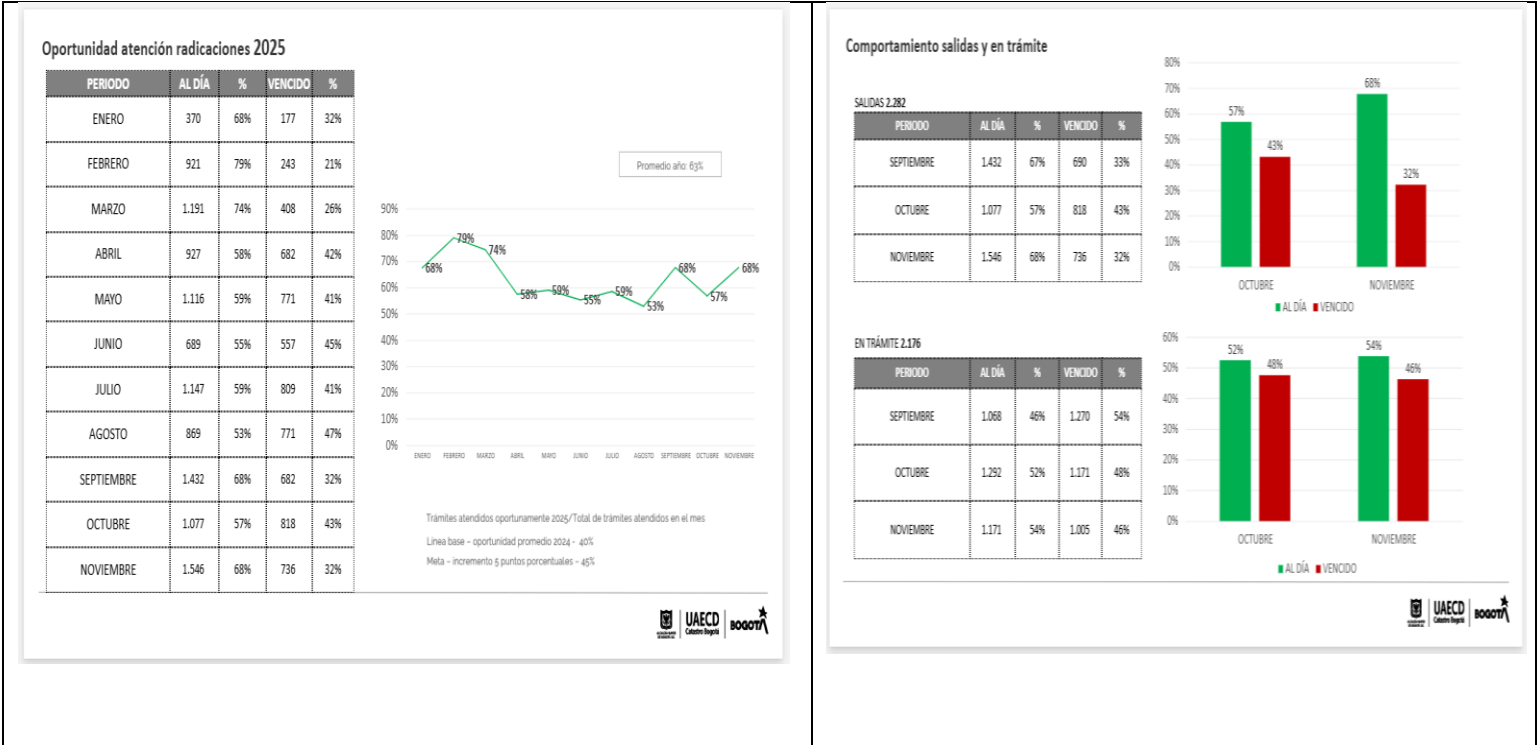 Oportunidad atención radicaciones 2025
PERIODO AL DÍA % VENCIDO %
ENERO 370 68% 177 32%
FEBRERO 921 79% 243 21%
MARZO 1.191 74% 408 26%
ABRIL 927 58% 682 42%
MAYO 1.116 59% 771 41%
JUNIO 689 55% 557 45%
JULIO 1.147 59% 809 41%
AGOSTO 869 53% 771 47%
SEPTIEMBRE 1.432 68% 682 32%
OCTUBRE 1.077 57% 818 43%
NOVIEMBRE 1.546 68% 736 32%
Promedio año: 63%
90%
80%
70%
60%
50%
40%
30%
20%
10%
0%
68% 79% 74% 58% 59% 55% 59% 53% 68% 57% 68%
ENERO FEBRERO MARZO ABRIL MAYO JUNIO JULIO AGOSTO SEPTIEMBRE OCTUBRE NOVIEMBRE
Trámites atendidos oportunamente 2025/Total de trámites atendidos en el mes
Línea base – oportunidad promedio 2024 - 40%
Meta – incremento 5 puntos porcentuales – 45%
UAECD
Catastro Bogotá
BOGOTÁ
Comportamiento salidas y en trámite
SALIDAS 2.282
PERIODO AL DÍA % VENCIDO %
SEPTIEMBRE 1.432 67% 690 33%
OCTUBRE 1.077 57% 818 43%
NOVIEMBRE 1.546 68% 736 32%
80%
70%
60%
50%
40%
30%
20%
10%
0%
57% 43% 68% 32%
OCTUBRE NOVIEMBRE
AL DÍA VENCIDO
EN TRÁMITE 2.176
PERIODO AL DÍA % VENCIDO %
SEPTIEMBRE 1.068 46% 1.270 54%
OCTUBRE 1.292 52% 1.171 48%
NOVIEMBRE 1.171 54% 1.005 46%
60%
50%
40%
30%
20%
10%
0%
52% 48% 54% 46%
OCTUBRE NOVIEMBRE
AL DÍA VENCIDO
UAECD
Catastro Bogotá
BOGOTÁ